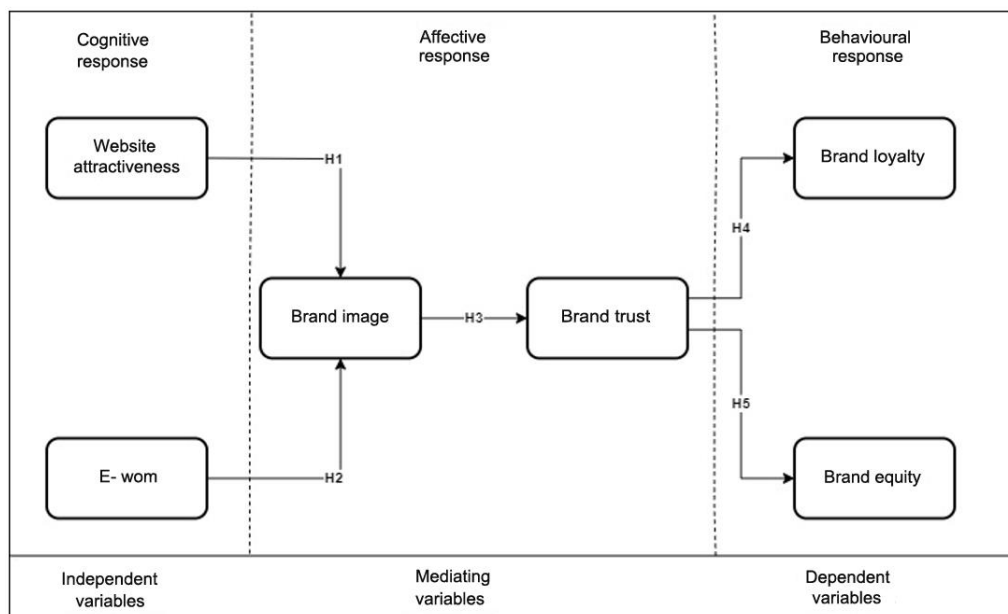 Cognitive
response
Affective
response
Behavioural
response
Website
attractiveness
H1
Brand loyalty
H4
Brand image
H3
Brand trust
H5
E- wom
H2
Brand equity
Independent
variables
Mediating
variables
Dependent
variables